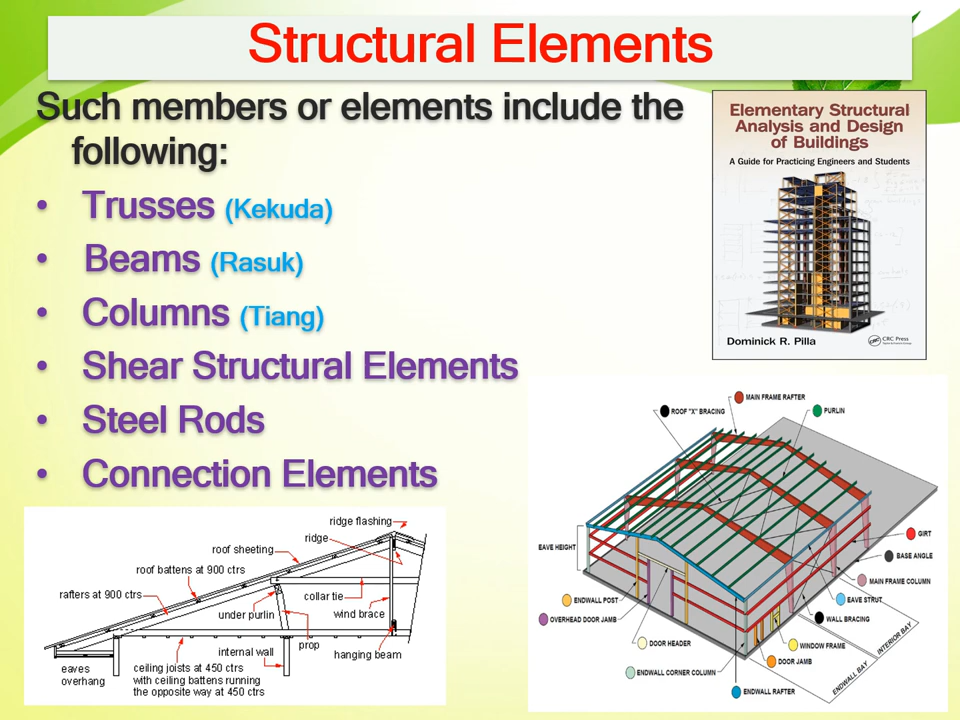 Structural Elements
Such members or elements include the
following:
• Trusses (Kekuda)
• Beams (Rasuk)
• Columns (Tiang)
• Shear Structural Elements
• Steel Rods
• Connection Elements
Elementary Structural
Analysis and Design
of Buildings
A Guide for Practicing Engineers and Students
Dominick R. Pilla
CRC Press
ridge flashing
ridge
roof sheeting
roof battens at 900 ctrs
rafters at 900 ctrs
collar tie
under purlin
wind brace
prop
internal wall
hanging beam
eaves
overhang
ceiling joists at 450 ctrs
with ceiling battens running
the opposite way at 450 ctrs
MAIN FRAME RAFTER
ROOF "X" BRACING
PURLIN
EAVE HEIGHT
GIRT
BASE ANGLE
MAIN FRAME COLUMN
ENDWALL POST
EAVE STRUT
OVERHEAD DOOR JAMB
WALL BRACING
DOOR HEADER
WINDOW FRAME
INTERIOR BAY
DOOR JAMB
ENDWALL CORNER COLUMN
ENDWALL BAY
ENDWALL RAFTER